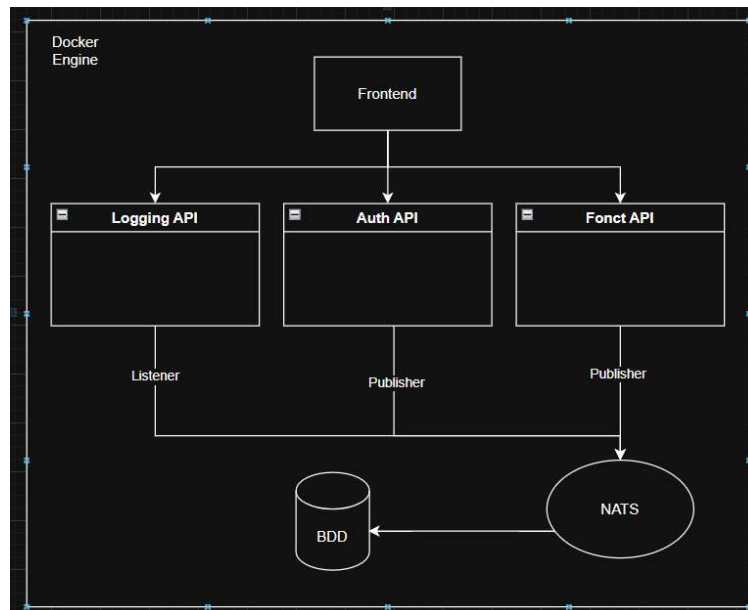 Docker
Engine
Frontend
Logging API
Auth API
Fonct API
Listener
Publisher
Publisher
NATS
BDD